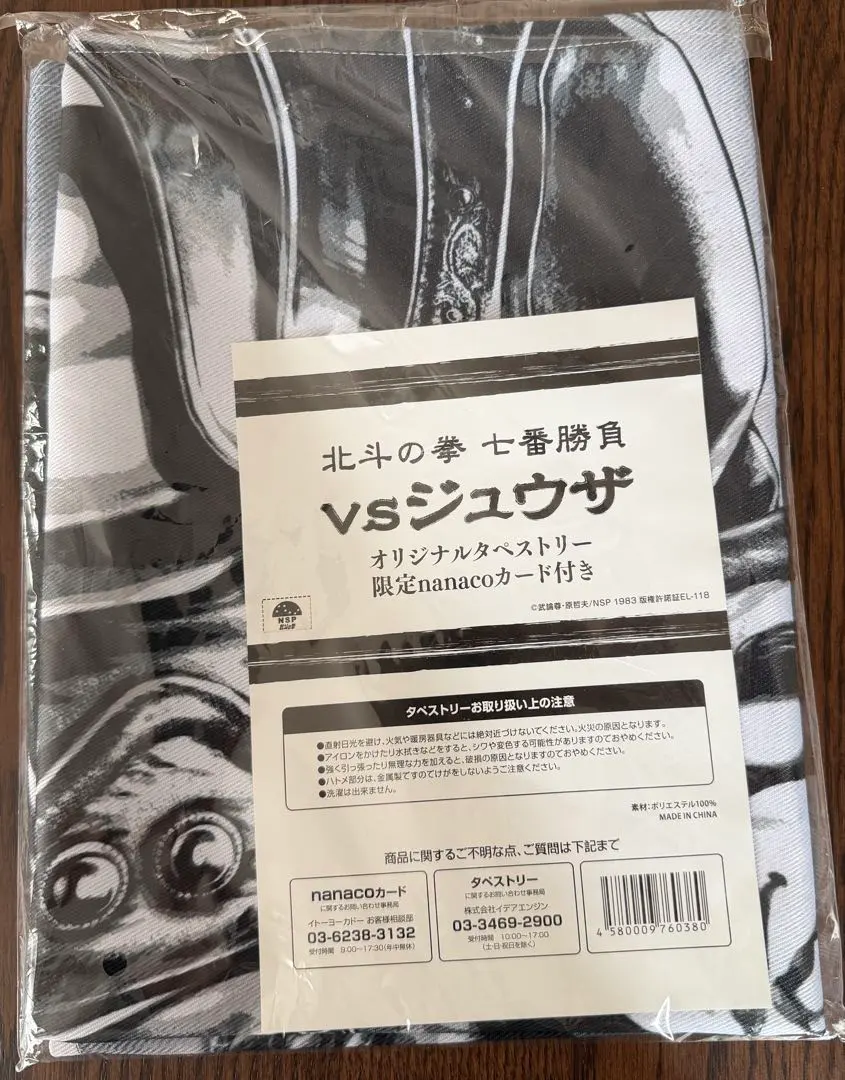 北斗の拳 七番勝負
vsジュウザ
オリジナルタペストリー
限定nanacoカード付き
©武論尊・原哲夫/NSP 1983 版権許諾証EL-118
NSP
タペストリーお取り扱い上の注意
●直射日光を避け、火気や暖房器具などには絶対近づけないでください。火災の原因となります。
●アイロンをかけたり水拭きなどをすると、シワや変色する可能性がありますのでおやめください。
●強く引っ張ったり無理な力を加えると、破損の原因となりますのでおやめください。
●ハトメ部分は、金属製ですのでけがをしないようご注意ください。
●洗濯は出来ません。
素材:ポリエステル100%
MADE IN CHINA
商品に関するご不明な点、ご質問は下記まで
nanacoカード
に関するお問い合わせ事務局
イトーヨーカドー お客様相談部
03-6238-3132
受付時間 9:00〜17:30(年中無休)
タペストリー
に関するお問い合わせ事務局
株式会社イデアエンジン
03-3469-2900
受付時間 10:00〜17:00
(土・日・祝日を除く)
4 580009 760380